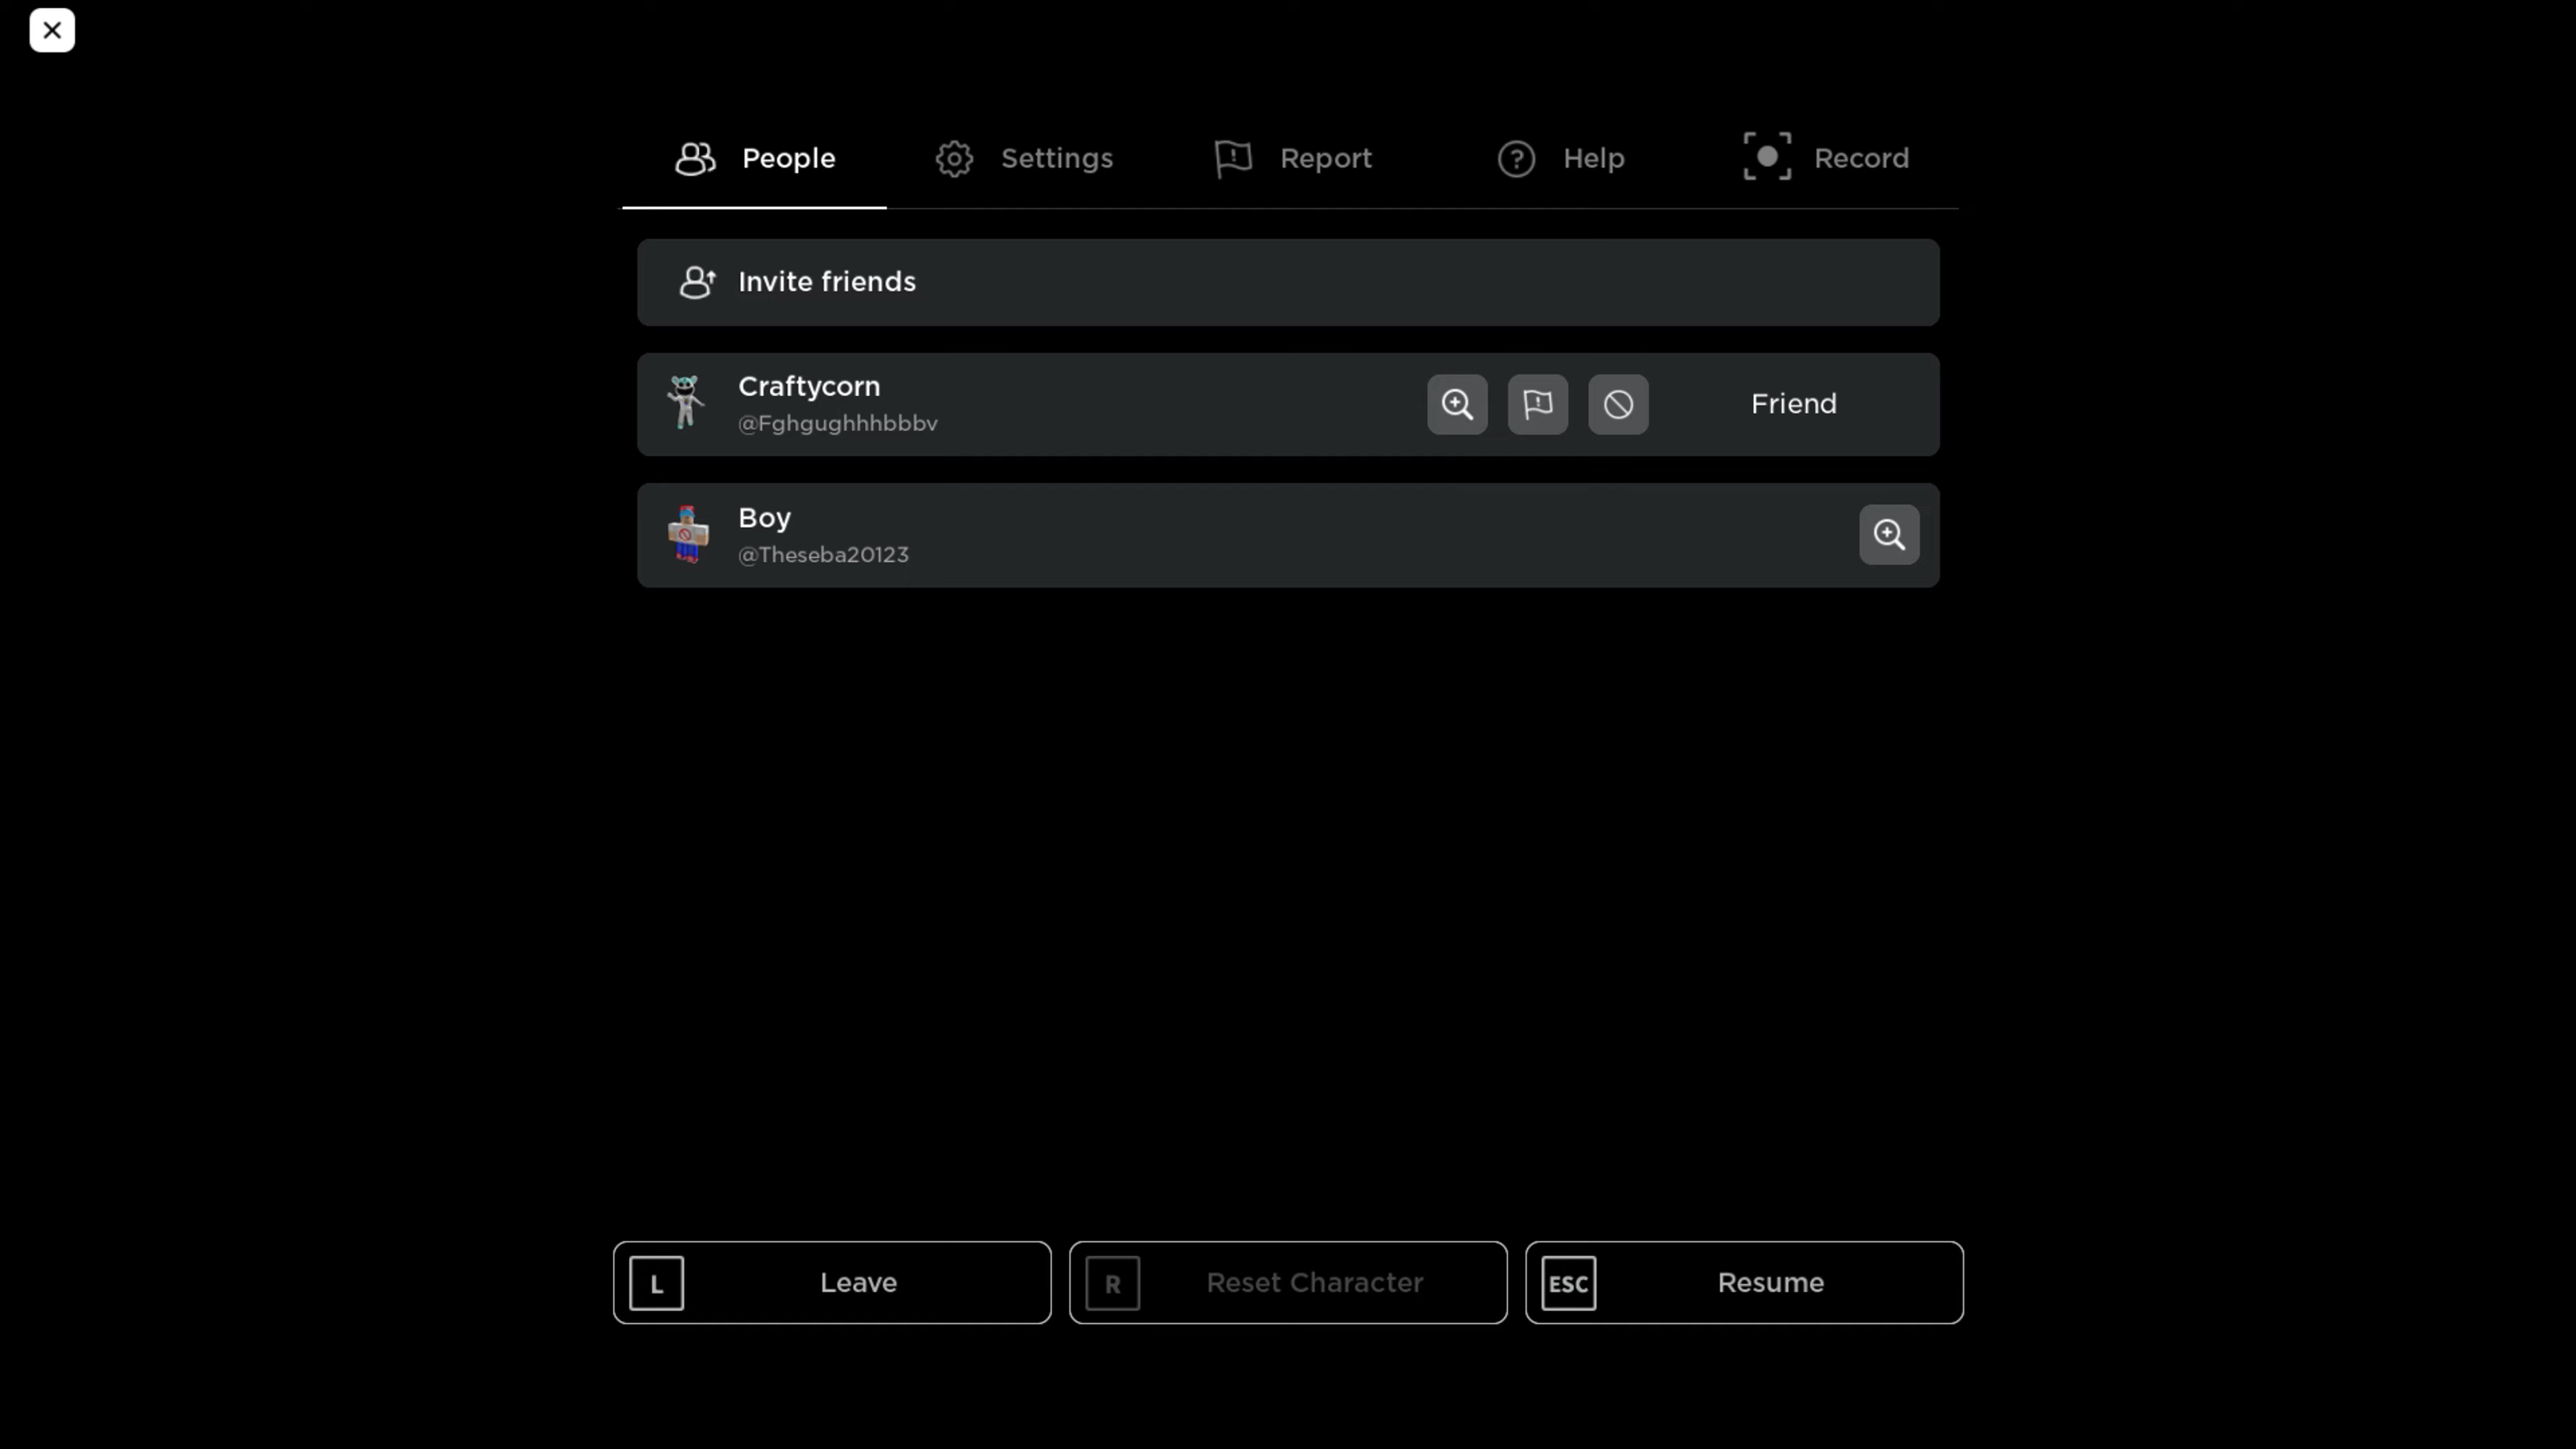 People
Settings
Report
Help
Record
Invite friends
Craftycorn
@Fghgughhhbbbv
Friend
Boy
@Theseba20123
L
Leave
R
Reset Character
ESC
Resume